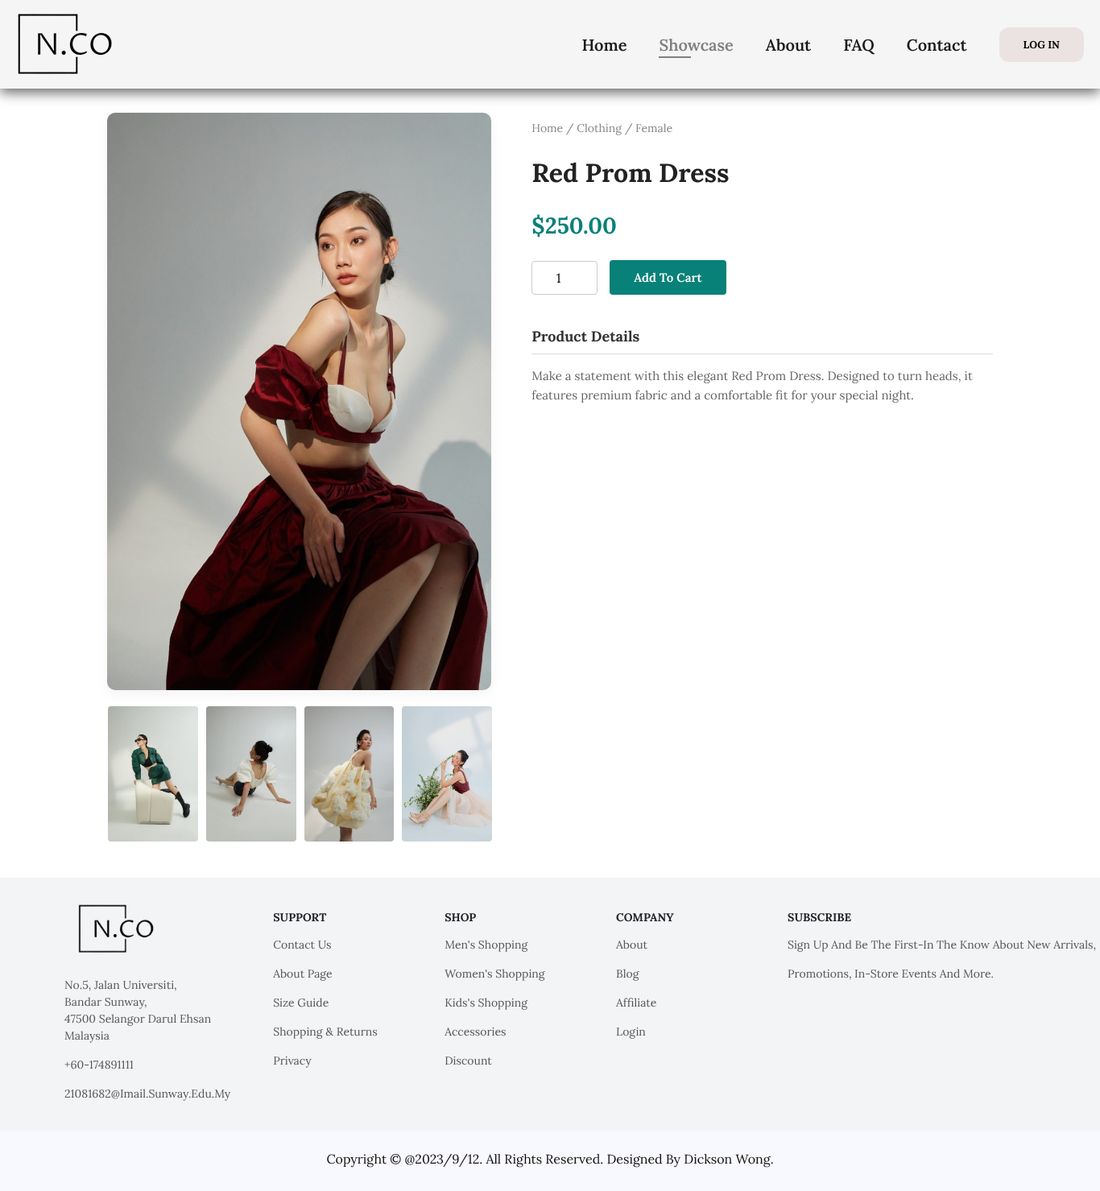 N.CO
Home
Showcase
About
FAQ
Contact
LOG IN
Home / Clothing / Female
Red Prom Dress
$250.00
1
Add To Cart
Product Details
Make a statement with this elegant Red Prom Dress. Designed to turn heads, it
features premium fabric and a comfortable fit for your special night.
N.CO
No.5, Jalan Universiti,
Bandar Sunway,
47500 Selangor Darul Ehsan
Malaysia
+60-174891111
21081682@Imail.Sunway.Edu.My
SUPPORT
Contact Us
About Page
Size Guide
Shopping & Returns
Privacy
SHOP
Men's Shopping
Women's Shopping
Kid's Shopping
Accessories
Discount
COMPANY
About
Blog
Affiliate
Login
SUBSCRIBE
Sign Up And Be The First-In The Know About New Arrivals,
Promotions, In-Store Events And More.
Copyright © @2023/9/12. All Rights Reserved. Designed By Dickson Wong.